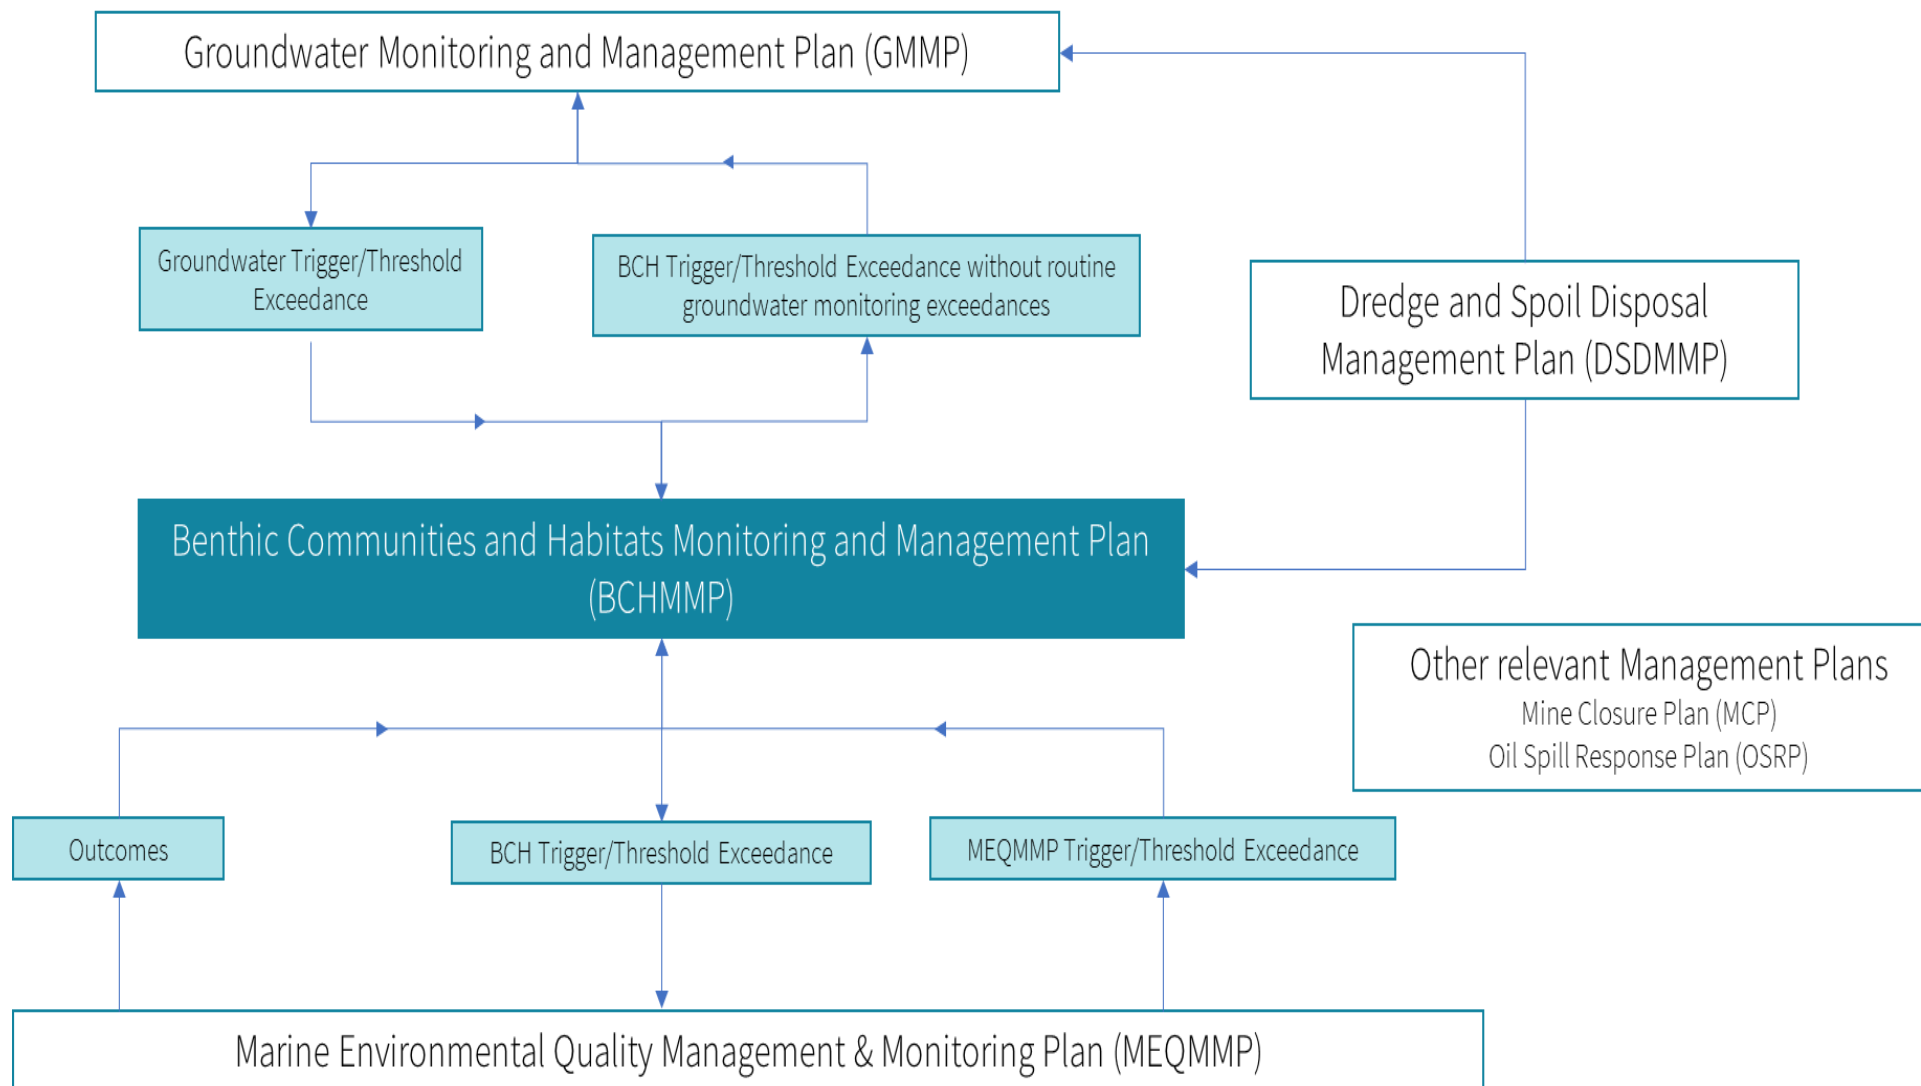 Groundwater Monitoring and Management Plan (GMMP)
Groundwater Trigger/Threshold
Exceedance
BCH Trigger/Threshold Exceedance without routine
groundwater monitoring exceedances
Dredge and Spoil Disposal
Management Plan (DSDMMP)
Benthic Communities and Habitats Monitoring and Management Plan
(BCHMMP)
Other relevant Management Plans
Mine Closure Plan (MCP)
Oil Spill Response Plan (OSRP)
Outcomes
BCH Trigger/Threshold Exceedance
MEQMMP Trigger/Threshold Exceedance
Marine Environmental Quality Management & Monitoring Plan (MEQMMP)